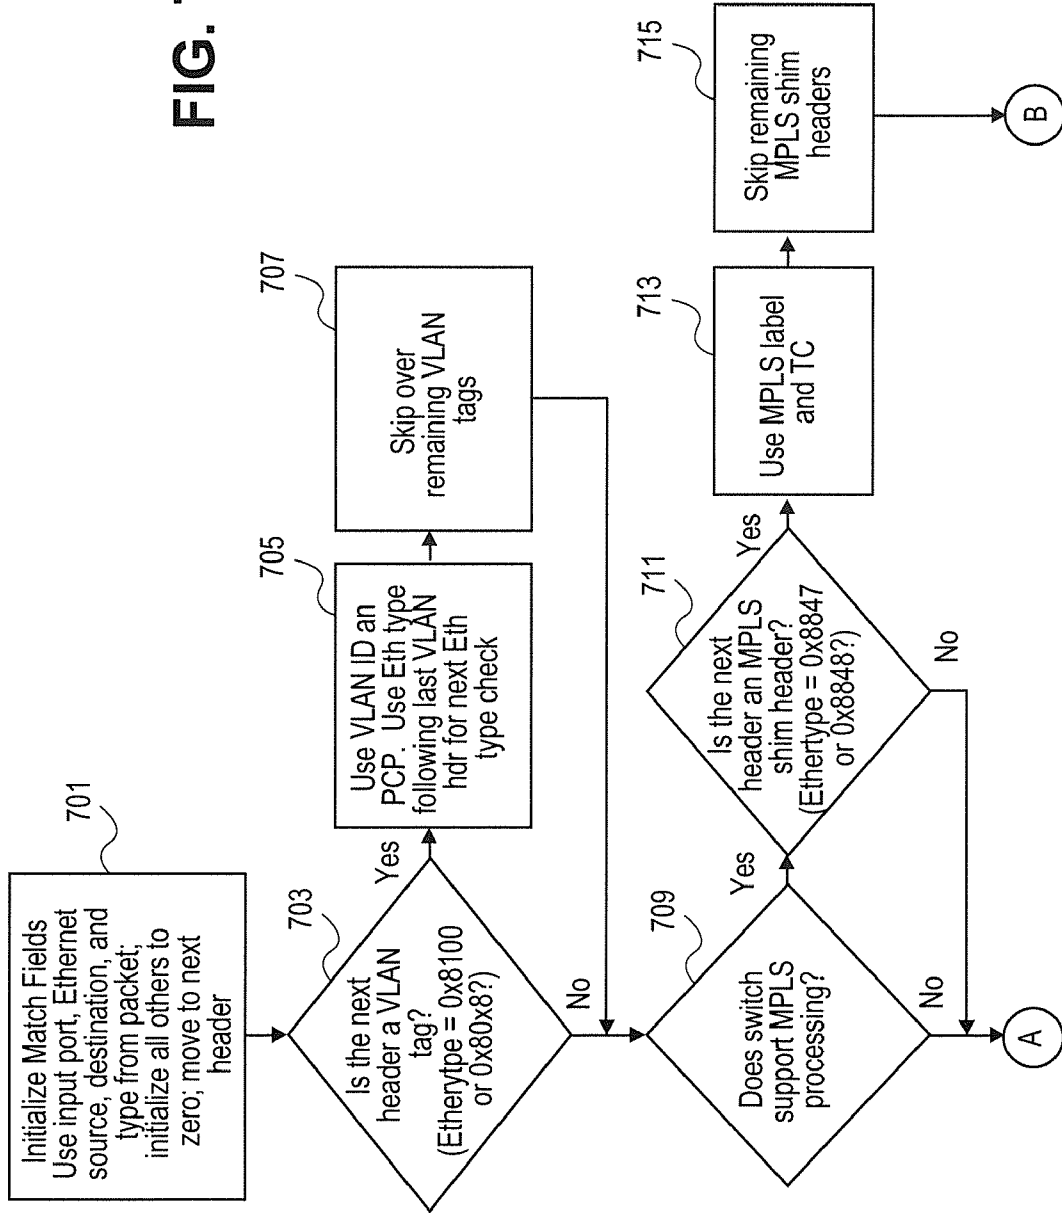 FIG.
701
Initialize Match Fields
Use input port, Ethernet
source, destination, and
type from packet;
initialize all others to
zero; move to next
header
703
Is the next
header a VLAN
tag?
(Etherytpe = 0x8100
or 0x80x8?)
Yes
No
705
Use VLAN ID an
PCP. Use Eth type
following last VLAN
hdr for next Eth
type check
707
Skip over
remaining VLAN
tags
709
Does switch
support MPLS
processing?
Yes
No
711
Is the next
header an MPLS
shim header?
(Ethertype = 0x8847
or 0x8848?)
Yes
No
713
Use MPLS label
and TC
715
Skip remaining
MPLS shim
headers
A
B